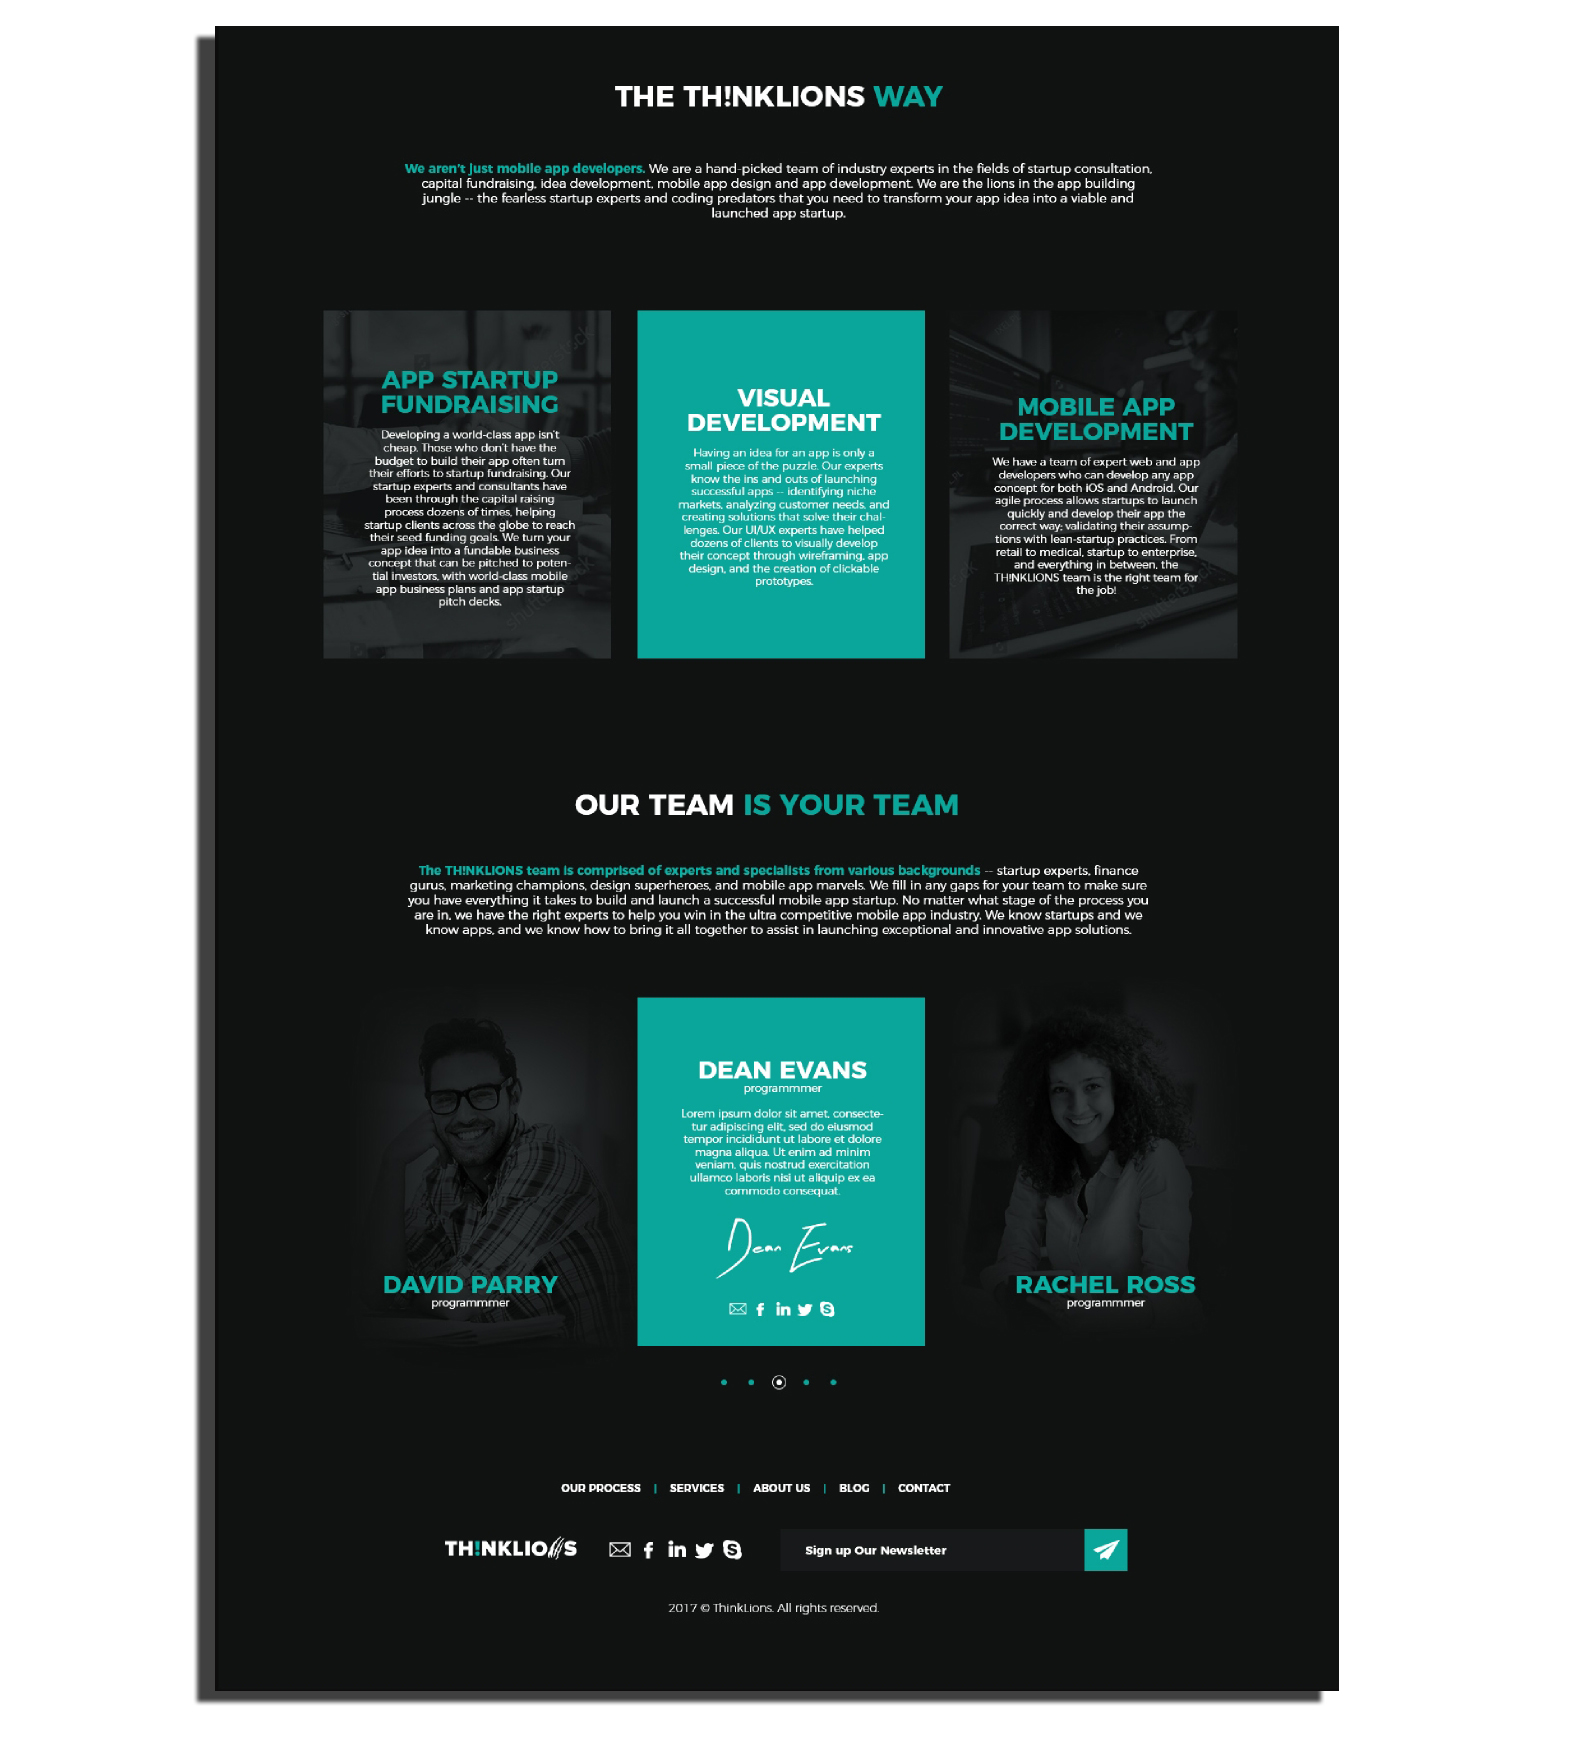 THE TH!NKLIONS WAY
We aren't just mobile app developers. We are a hand-picked team of industry experts in the fields of startup consultation,
capital fundraising, idea development, mobile app design and app development. We are the lions in the app building
jungle -- the fearless startup experts and coding predators that you need to transform your app idea into a viable and
launched app startup.
APP STARTUP
FUNDRAISING
Developing a world-class app isn't
cheap. Those who don't have the
budget to build their app often turn
their efforts to startup fundraising. Our
startup experts and consultants have
been through the capital raising
process dozens of times, helping
startup clients across the globe to reach
their seed funding goals. We turn your
app idea into a fundable business
concept that can be pitched to poten-
tial investors, with world-class mobile
app business plans and app startup
pitch decks.
VISUAL
DEVELOPMENT
Having an idea for an app is only a
small piece of the puzzle. Our experts
know the ins and outs of launching
successful apps -- identifying niche
markets, analyzing customer needs, and
creating solutions that solve their chal-
lenges. Our UI/UX experts have helped
dozens of clients to visually develop
their concept through wireframing, app
design, and the creation of clickable
prototypes.
MOBILE APP
DEVELOPMENT
We have a team of expert web and app
developers who can develop any app
concept for both iOS and Android. Our
agile process allows startups to launch
quickly and develop their app the
correct way; validating their assump-
tions with lean-startup practices. From
retail to medical, startup to enterprise,
and everything in between, the
TH!NKLIONS team is the right team for
the job!
OUR TEAM IS YOUR TEAM
The TH!NKLIONS team is comprised of experts and specialists from various backgrounds -- startup experts, finance
gurus, marketing champions, design superheroes, and mobile app marvels. We fill in any gaps for your team to make sure
you have everything it takes to build and launch a successful mobile app startup. No matter what stage of the process you
are in, we have the right experts to help you win in the ultra competitive mobile app industry. We know startups and we
know apps, and we know how to bring it all together to assist in launching exceptional and innovative app solutions.
DAVID PARRY
programmmer
DEAN EVANS
programmmer
Lorem ipsum dolor sit amet, consecte-
tur adipiscing elit, sed do eiusmod
tempor incididunt ut labore et dolore
magna aliqua. Ut enim ad minim
veniam, quis nostrud exercitation
ullamco laboris nisi ut aliquip ex ea
commodo consequat.
Dean Evans
RACHEL ROSS
programmmer
OUR PROCESS | SERVICES | ABOUT US | BLOG | CONTACT
TH!NKLIONS
Sign up Our Newsletter
2017 © ThinkLions. All rights reserved.